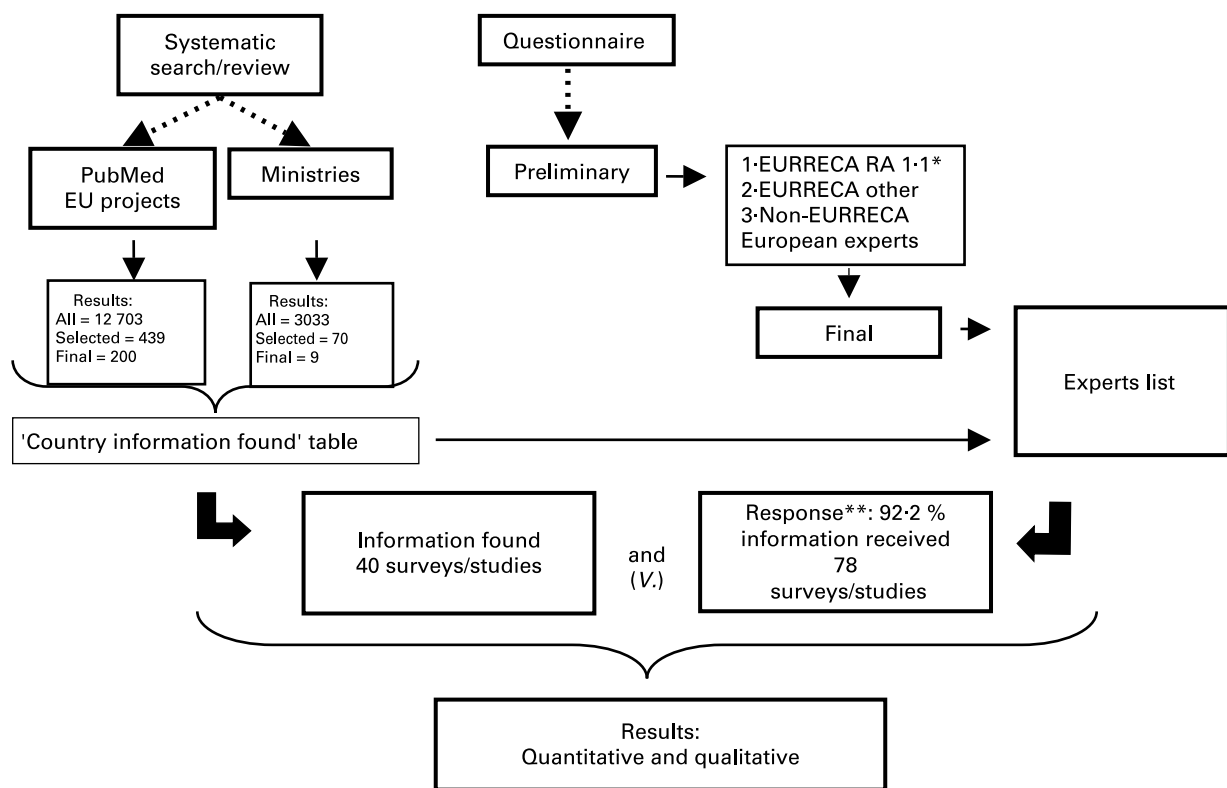 Systematic
search/review
Questionnaire
PubMed
EU projects
Ministries
Preliminary
1·EURRECA RA 1·1*
2·EURRECA other
3·Non-EURRECA
European experts
Results:
All = 12 703
Selected = 439
Final = 200
Results:
All = 3033
Selected = 70
Final = 9
Final
Experts list
'Country information found' table
Information found
40 surveys/studies
and
(V.)
Response**: 92·2 %
information received
78
surveys/studies
Results:
Quantitative and qualitative